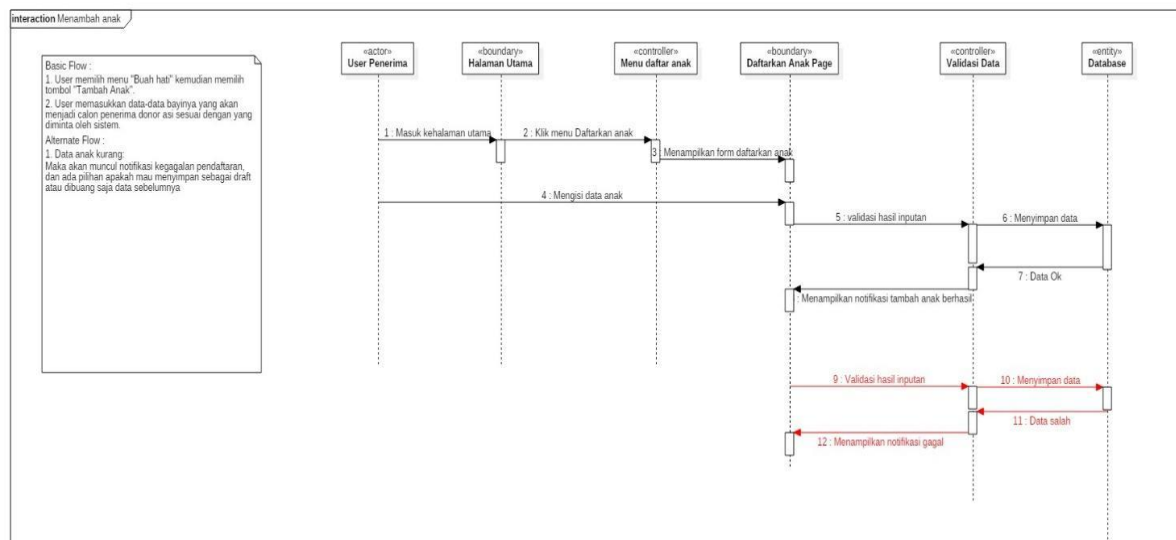 interaction Menambah anak
Basic Flow :
1. User memilih menu "Buah hati" kemudian memilih
tombol "Tambah Anak".
2. User memasukkan data-data bayinya yang akan
menjadi calon penerima donor asi sesuai dengan yang
diminta oleh sistem.
Alternate Flow :
1. Data anak kurang:
Maka akan muncul notifikasi kegagalan pendaftaran,
dan ada pilihan apakah mau menyimpan sebagai draft
atau dibuang saja data sebelumnya
«actor»
User Penerima
«boundary»
Halaman Utama
«controller»
Menu daftar anak
«boundary»
Daftarkan Anak Page
«controller»
Validasi Data
«entity»
Database
1 : Masuk kehalaman utama
2 : Klik menu Daftarkan anak
3 : Menampilkan form daftarkan anak
4 : Mengisi data anak
5 : validasi hasil inputan
6 : Menyimpan data
7 : Data Ok
: Menampilkan notifikasi tambah anak berhasil
9 : Validasi hasil inputan
10 : Menyimpan data
11 : Data salah
12 : Menampilkan notifikasi gagal